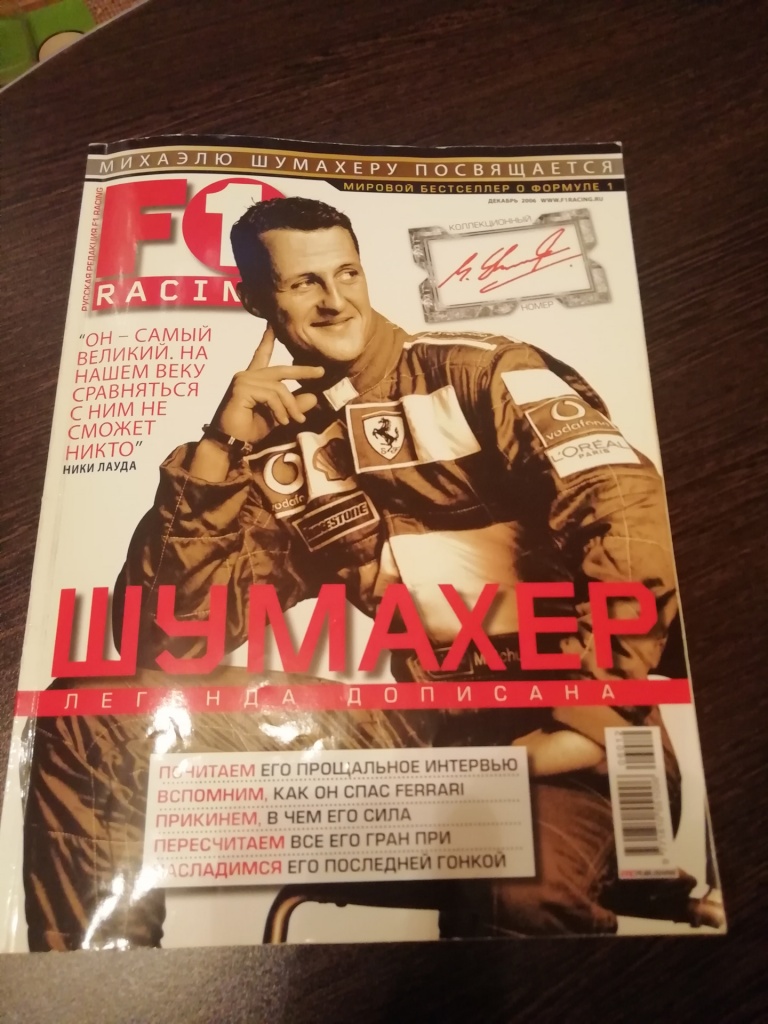 МИХАЭЛЮ ШУМАХЕРУ ПОСВЯЩАЕТСЯ
МИРОВОЙ БЕСТСЕЛЛЕР О ФОРМУЛЕ 1
ДЕКАБРЬ 2006 WWW.F1RACING.RU
РУССКАЯ РЕДАКЦИЯ F1 RACING
F1
RACIN
КОЛЛЕКЦИОННЫЙ
НОМЕР
"ОН – САМЫЙ
ВЕЛИКИЙ. НА
НАШЕМ ВЕКУ
СРАВНЯТЬСЯ
С НИМ НЕ
СМОЖЕТ
НИКТО"
НИКИ ЛАУДА
S F
vodafone
L'ORÉAL
PARIS
vodafo
ШУМАХЕР
ЛЕГЕНДА ДОПИСАНА
ПОЧИТАЕМ ЕГО ПРОЩАЛЬНОЕ ИНТЕРВЬЮ
ВСПОМНИМ, КАК ОН СПАС FERRARI
ПРИКИНЕМ, В ЧЕМ ЕГО СИЛА
ПЕРЕСЧИТАЕМ ВСЕ ЕГО ГРАН ПРИ
НАСЛАДИМСЯ ЕГО ПОСЛЕДНЕЙ ГОНКОЙ